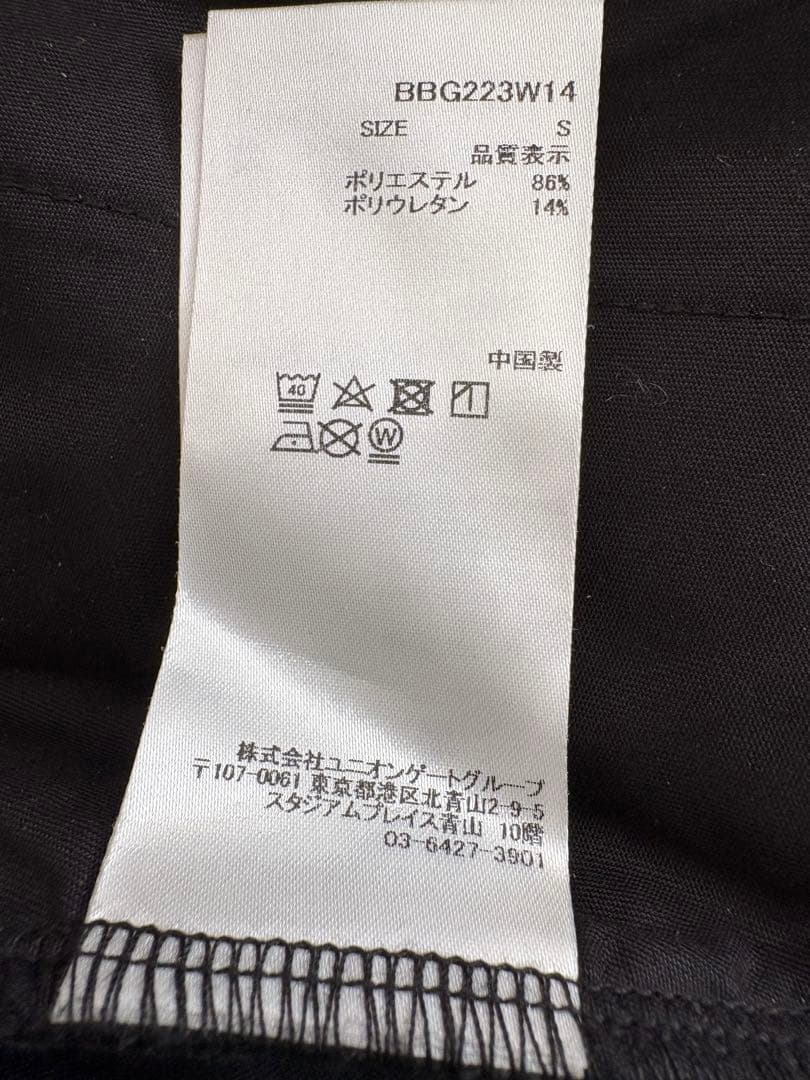 BBG223W14
SIZE S
品質表示
ポリエステル 86%
ポリウレタン 14%
中国製
40
W
株式会社ユニオンゲートグループ
〒107-0061 東京都港区北青山2-9-5
スタジアムプレイス青山 10階
03-6427-3901